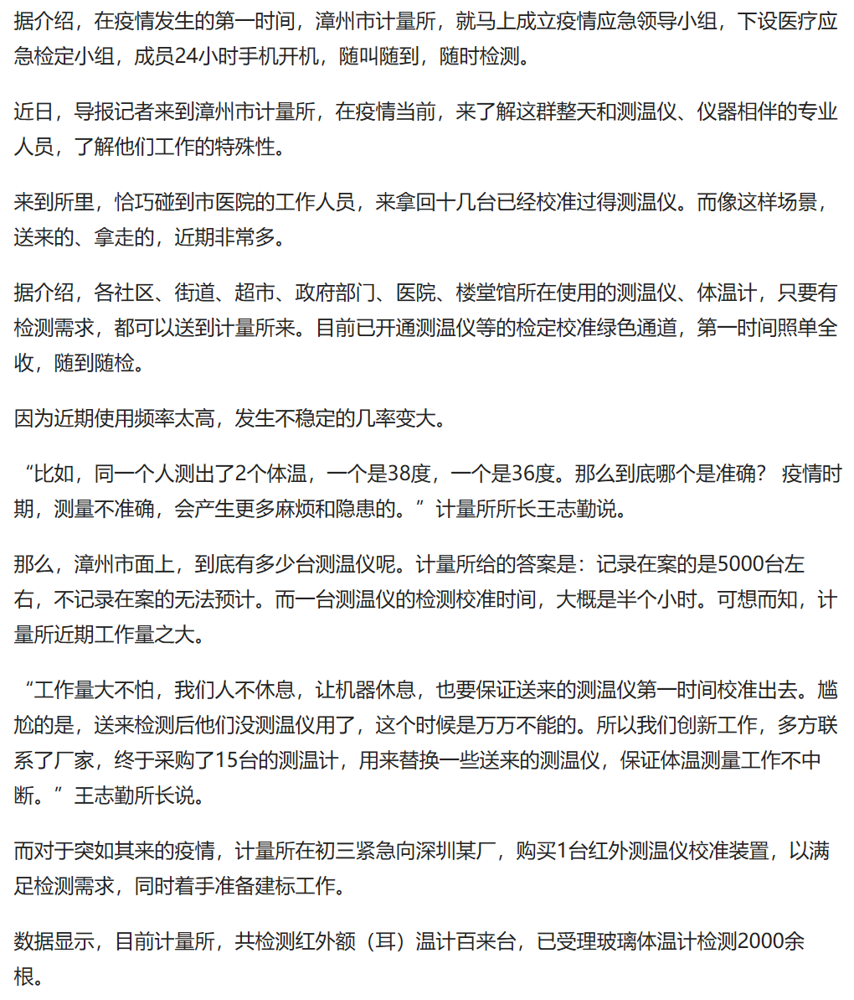 据介绍，在疫情发生的第一时间，漳州市计量所，就马上成立疫情应急领导小组，下设医疗应
急检定小组，成员24小时手机开机，随叫随到，随时检测。
近日，导报记者来到漳州市计量所，在疫情当前，来了解这群整天和测温仪、仪器相伴的专业
人员，了解他们工作的特殊性。
来到所里，恰巧碰到市医院的工作人员，来拿回十几台已经校准过得测温仪。而像这样场景，
送来的、拿走的，近期非常多。
据介绍，各社区、街道、超市、政府部门、医院、楼堂馆所在使用的测温仪、体温计，只要有
检测需求，都可以送到计量所来。目前已开通测温仪等的检定校准绿色通道，第一时间照单全
收，随到随检。
因为近期使用频率太高，发生不稳定的几率变大。
“比如，同一个人测出了2个体温，一个是38度，一个是36度。那么到底哪个是准确？ 疫情时
期，测量不准确，会产生更多麻烦和隐患的。”计量所所长王志勤说。
那么，漳州市面上，到底有多少台测温仪呢。计量所给的答案是：记录在案的是5000台左
右，不记录在案的无法预计。而一台测温仪的检测校准时间，大概是半个小时。可想而知，计
量所近期工作量之大。
“工作量大不怕，我们人不休息，让机器休息，也要保证送来的测温仪第一时间校准出去。尴
尬的是，送来检测后他们没测温仪用了，这个时候是万万不能的。所以我们创新工作，多方联
系了厂家，终于采购了15台的测温计，用来替换一些送来的测温仪，保证体温测量工作不中
断。”王志勤所长说。
而对于突如其来的疫情，计量所在初三紧急向深圳某厂，购买1台红外测温仪校准装置，以满
足检测需求，同时着手准备建标工作。
数据显示，目前计量所，共检测红外额（耳）温计百来台，已受理玻璃体温计检测2000余
根。